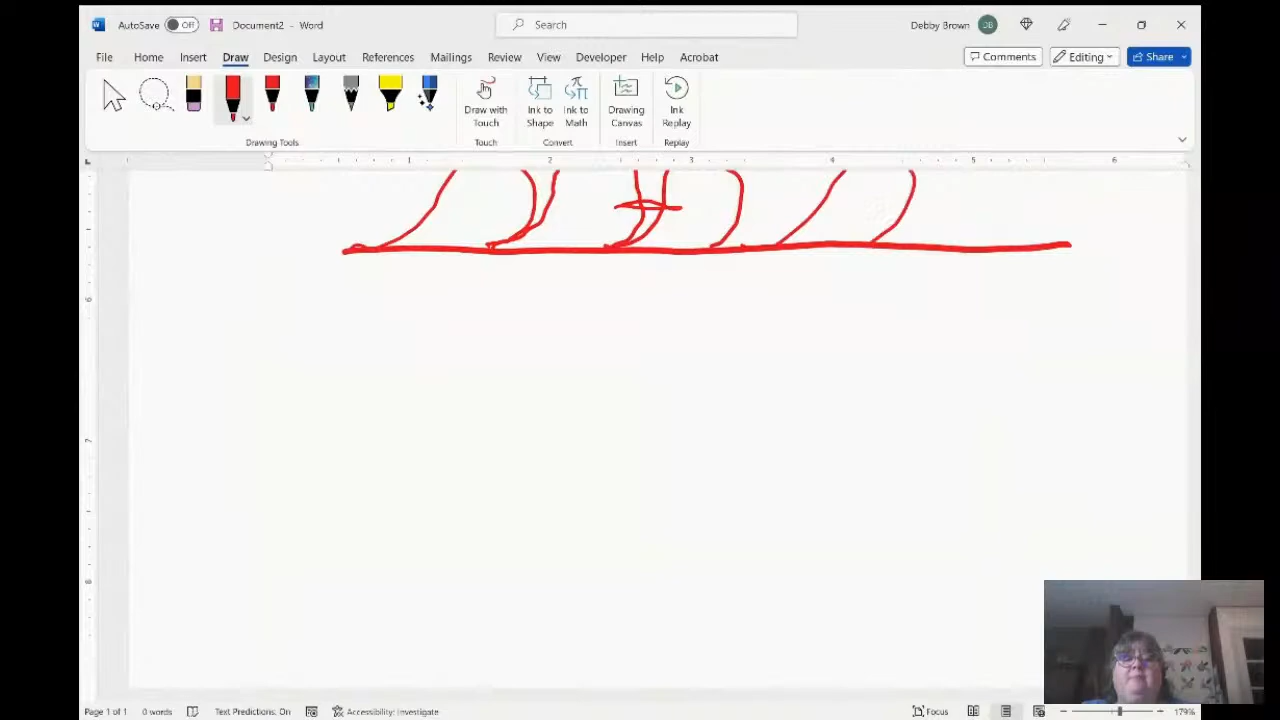 AutoSave Off Document2 - Word Search Debby Brown DB
File Home Insert Draw Design Layout References Mailings Review View Developer Help Acrobat Comments Editing Share
Draw with Touch Ink to Shape Ink to Math Drawing Canvas Ink Replay
Drawing Tools Touch Convert Insert Replay
1 2 3 4 5 6
6
7
8
Page 1 of 1 0 words Text Predictions: On Accessibility: Investigate Focus 179%